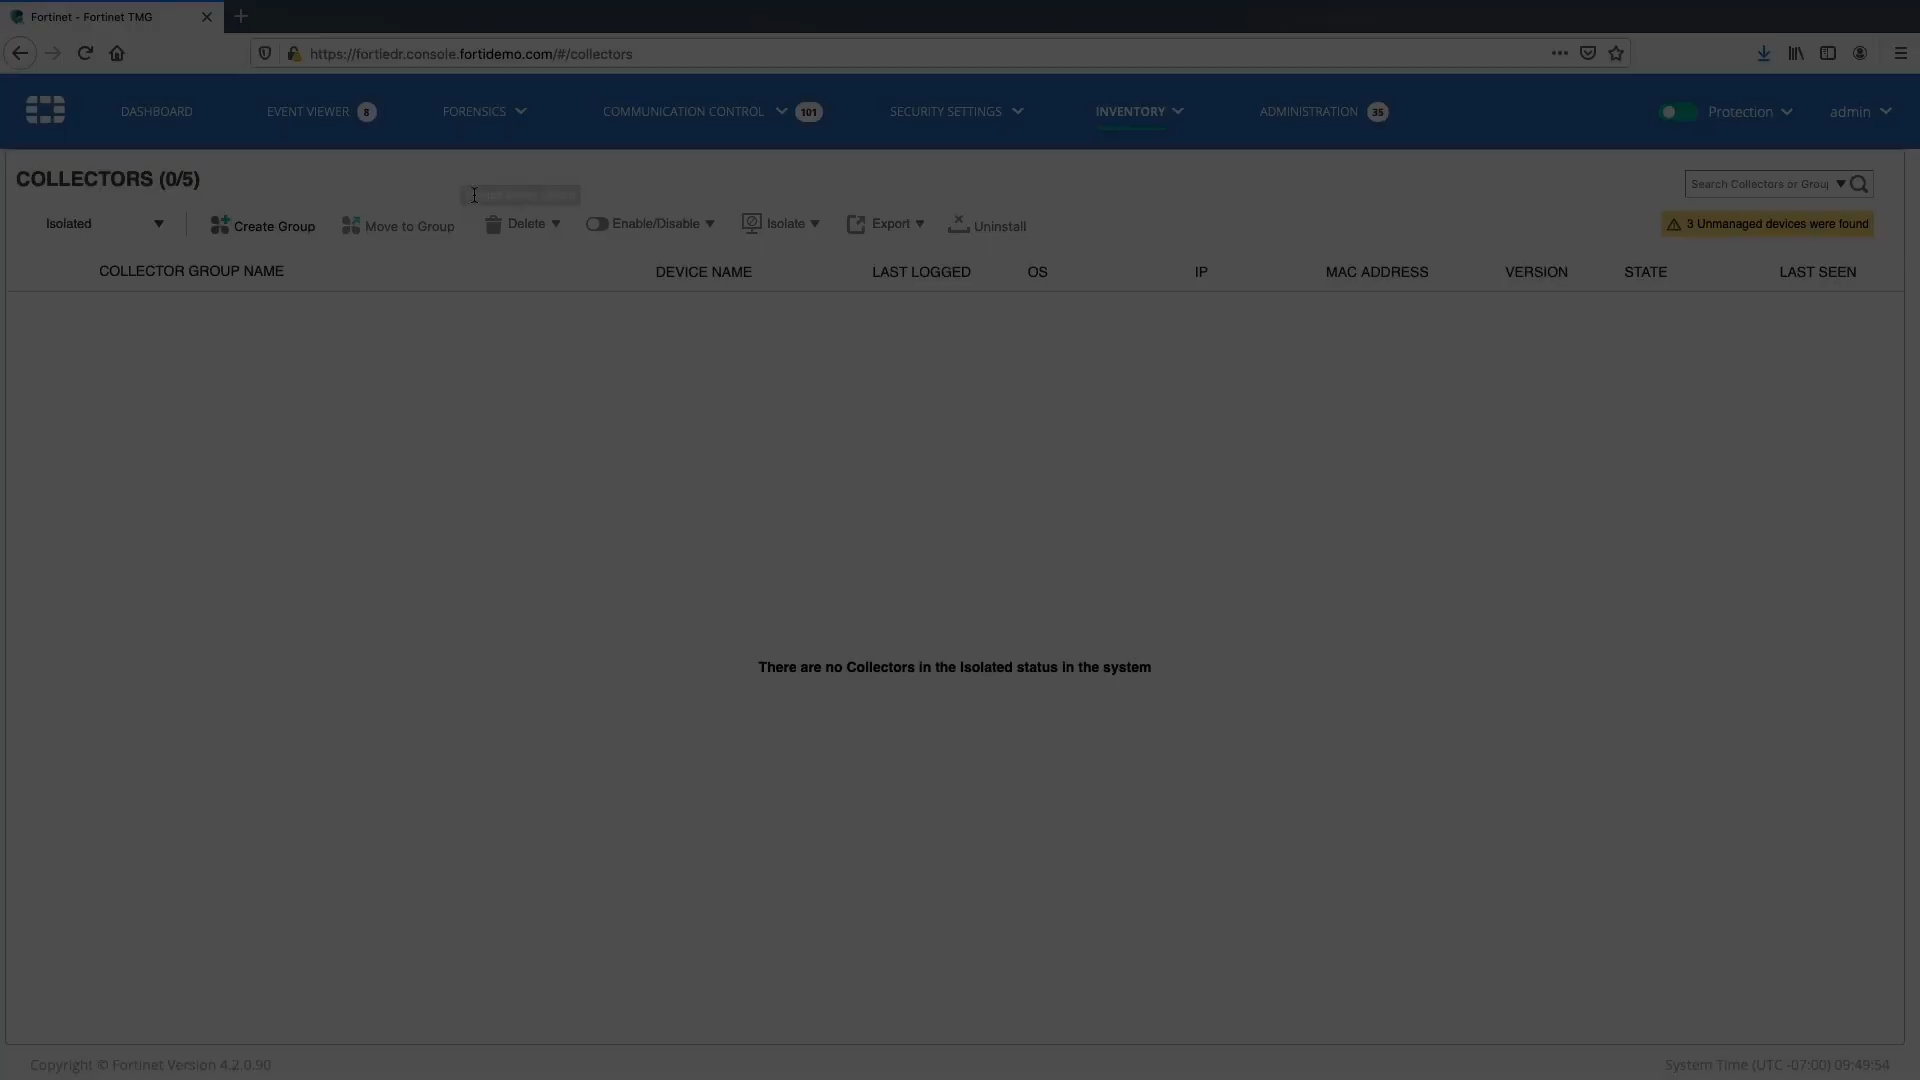 Fortinet - Fortinet TMG
https://fortiedr.console.fortidemo.com/#/collectors
DASHBOARD EVENT VIEWER 8 FORENSICS COMMUNICATION CONTROL 101 SECURITY SETTINGS INVENTORY ADMINISTRATION 35 Protection admin
COLLECTORS (0/5)
Search Collectors or Grou
Isolated Create Group Move to Group Delete Enable/Disable Isolate Export Uninstall 3 Unmanaged devices were found
COLLECTOR GROUP NAME DEVICE NAME LAST LOGGED OS IP MAC ADDRESS VERSION STATE LAST SEEN
There are no Collectors in the Isolated status in the system
Copyright © Fortinet Version 4.2.0.90 System Time (UTC -07:00) 09:49:54